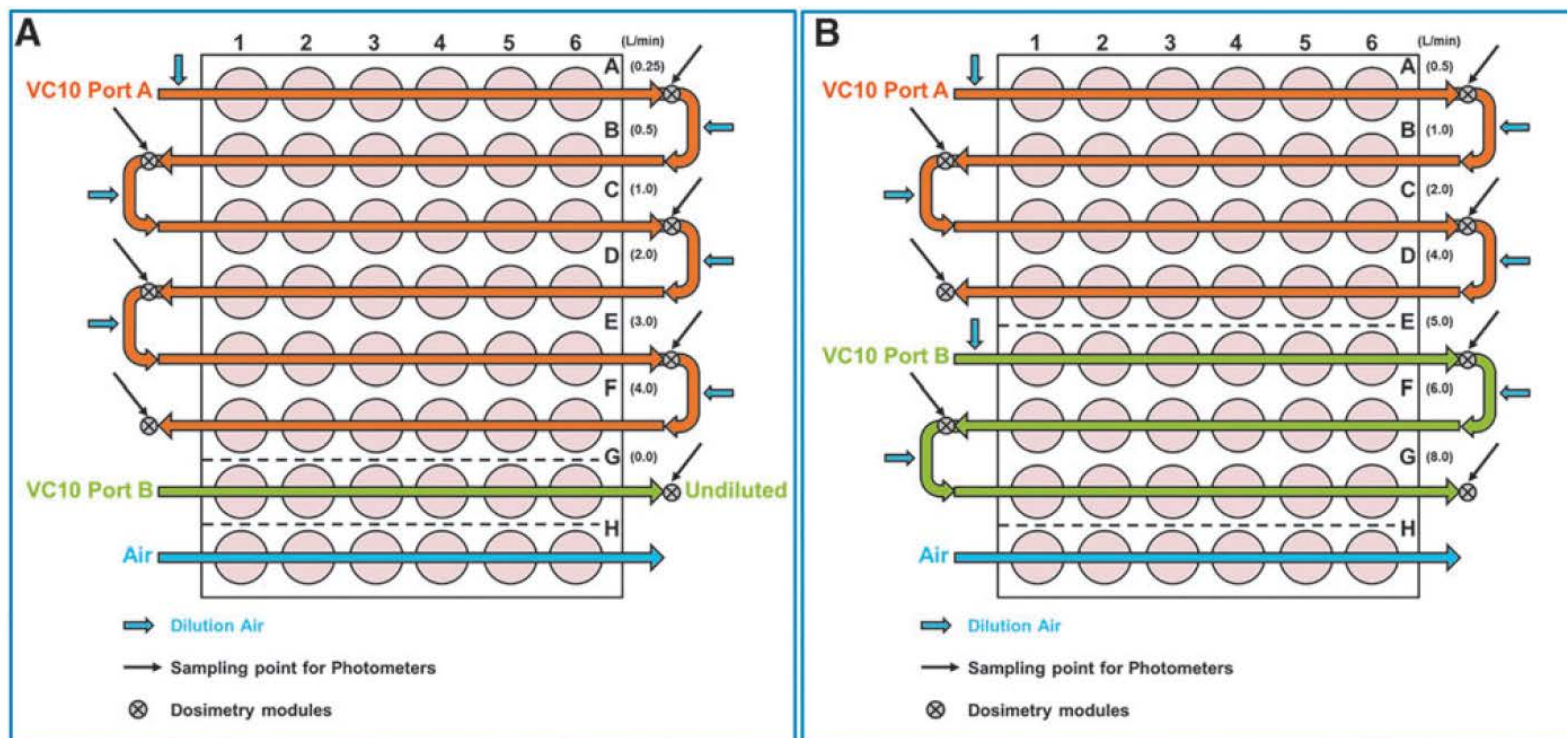 A
1 2 3 4 5 6 (L/min)
A (0.25)
VC10 Port A
B (0.5)
C (1.0)
D (2.0)
E (3.0)
F (4.0)
G (0.0)
VC10 Port B
Undiluted
H
Air
Dilution Air
Sampling point for Photometers
Dosimetry modules
B
1 2 3 4 5 6 (L/min)
A (0.5)
VC10 Port A
B (1.0)
C (2.0)
D (4.0)
E (5.0)
VC10 Port B
F (6.0)
G (8.0)
H
Air
Dilution Air
Sampling point for Photometers
Dosimetry modules